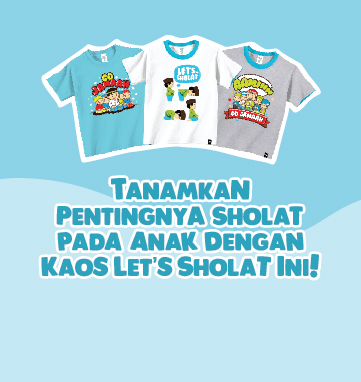 GO JAMAAH
LET'S SHOLAT
GO JAMAAH
TANAMKAN
PENTINGNYA SHOLAT
PADA ANAK DENGAN
KAOS LET'S SHOLAT INI!